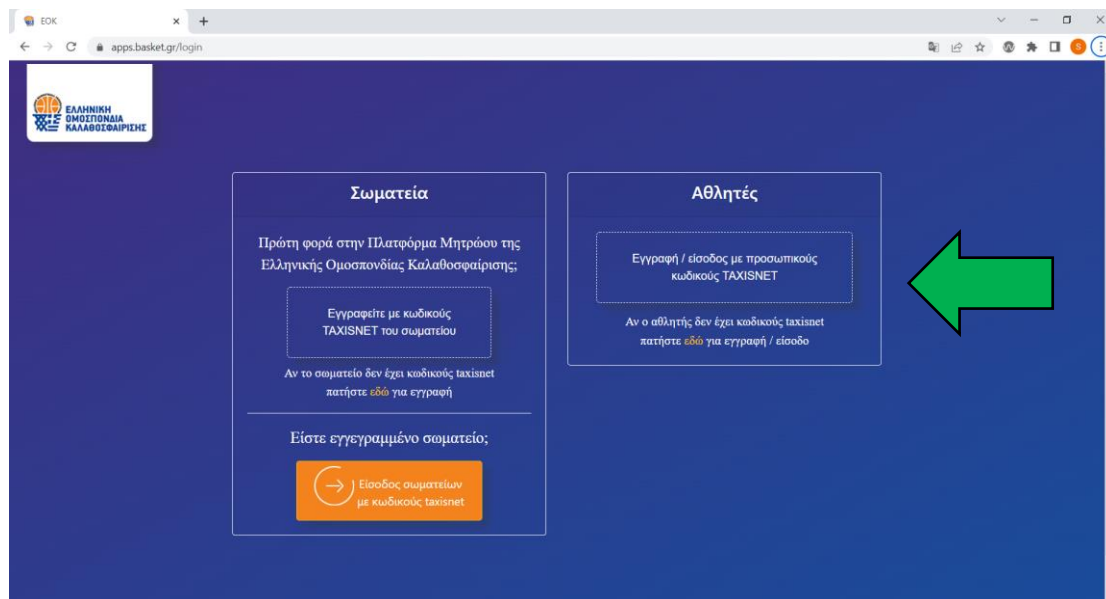 EOK
apps.basket.gr/login
S
ΕΛΛΗΝΙΚΗ
ΟΜΟΣΠΟΝΔΙΑ
ΚΑΛΑΘΟΣΦΑΙΡΙΣΗΣ
Σωματεία
Πρώτη φορά στην Πλατφόρμα Μητρώου της
Ελληνικής Ομοσπονδίας Καλαθοσφαίρισης;
Εγγραφείτε με κωδικούς
TAXISNET του σωματείου
Αν το σωματείο δεν έχει κωδικούς taxisnet
πατήστε εδώ για εγγραφή
Είστε εγγεγραμμένο σωματείο;
Είσοδος σωματείων
με κωδικούς taxisnet
Αθλητές
Εγγραφή / είσοδος με προσωπικούς
κωδικούς TAXISNET
Αν ο αθλητής δεν έχει κωδικούς taxisnet
πατήστε εδώ για εγγραφή / είσοδο